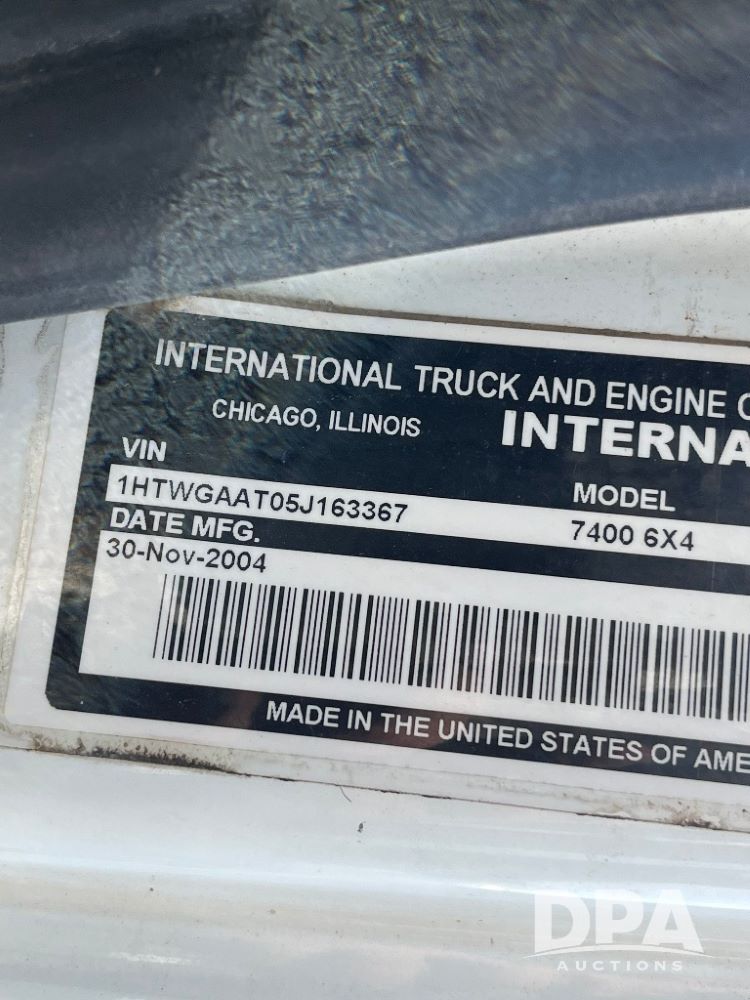 INTERNATIONAL TRUCK AND ENGINE
CHICAGO, ILLINOIS
INTERNA
VIN
MODEL
1HTWGAAT05J163367
7400 6X4
DATE MFG.
30-Nov-2004
MADE IN THE UNITED STATES OF AME
DPA
AUCTIONS